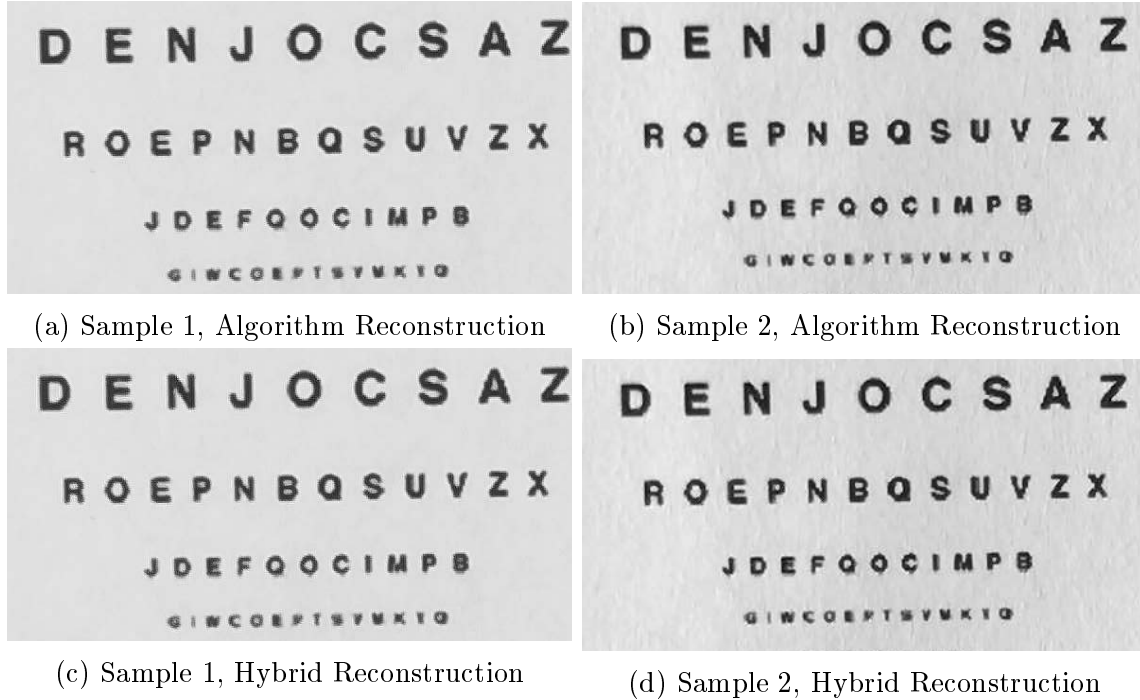 D E N J O C S A Z
R O E P N B Q S U V Z X
J D E F Q O C I M P B
D E N J O C S A Z
R O E P N B Q S U V Z X
J D E F Q O C I M P B
(a) Sample 1, Algorithm Reconstruction
(b) Sample 2, Algorithm Reconstruction
D E N J O C S A Z
R O E P N B Q S U V Z X
J D E F Q O C I M P B
D E N J O C S A Z
R O E P N B Q S U V Z X
J D E F Q O C I M P B
(c) Sample 1, Hybrid Reconstruction
(d) Sample 2, Hybrid Reconstruction